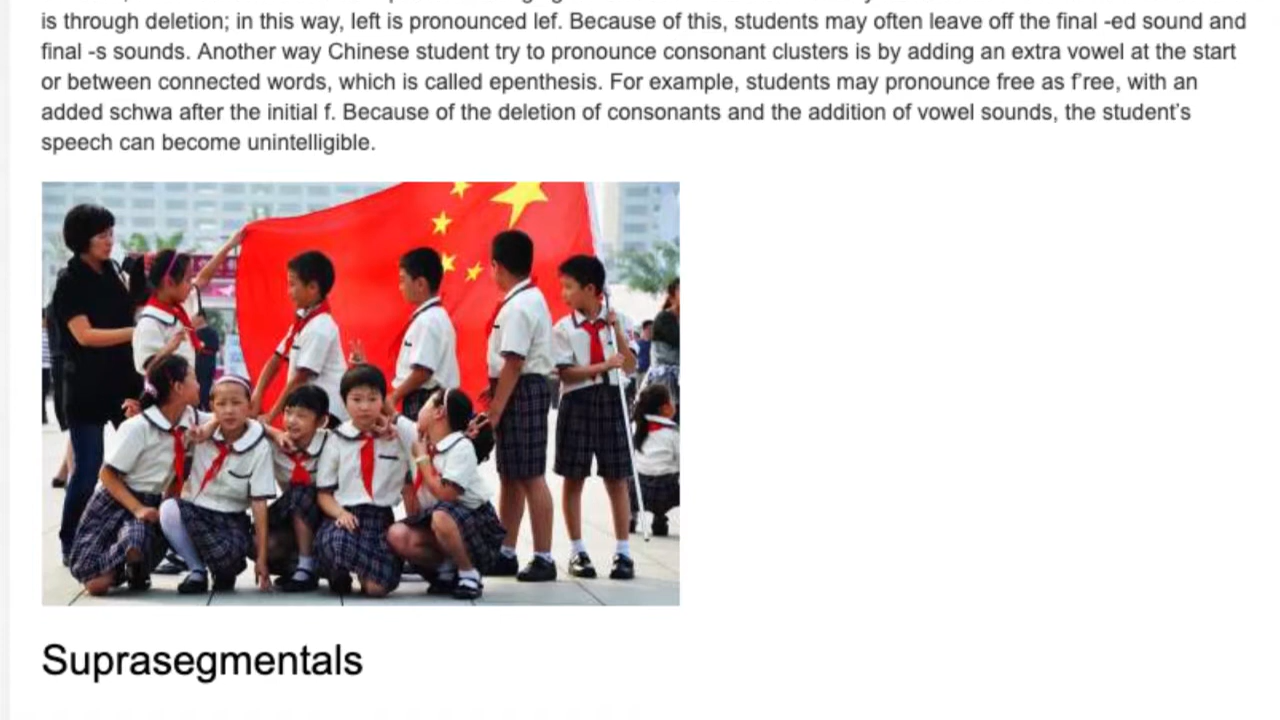 is through deletion; in this way, left is pronounced lef. Because of this, students may often leave off the final -ed sound and
final -s sounds. Another way Chinese student try to pronounce consonant clusters is by adding an extra vowel at the start
or between connected words, which is called epenthesis. For example, students may pronounce free as f'ree, with an
added schwa after the initial f. Because of the deletion of consonants and the addition of vowel sounds, the student's
speech can become unintelligible.
Suprasegmentals